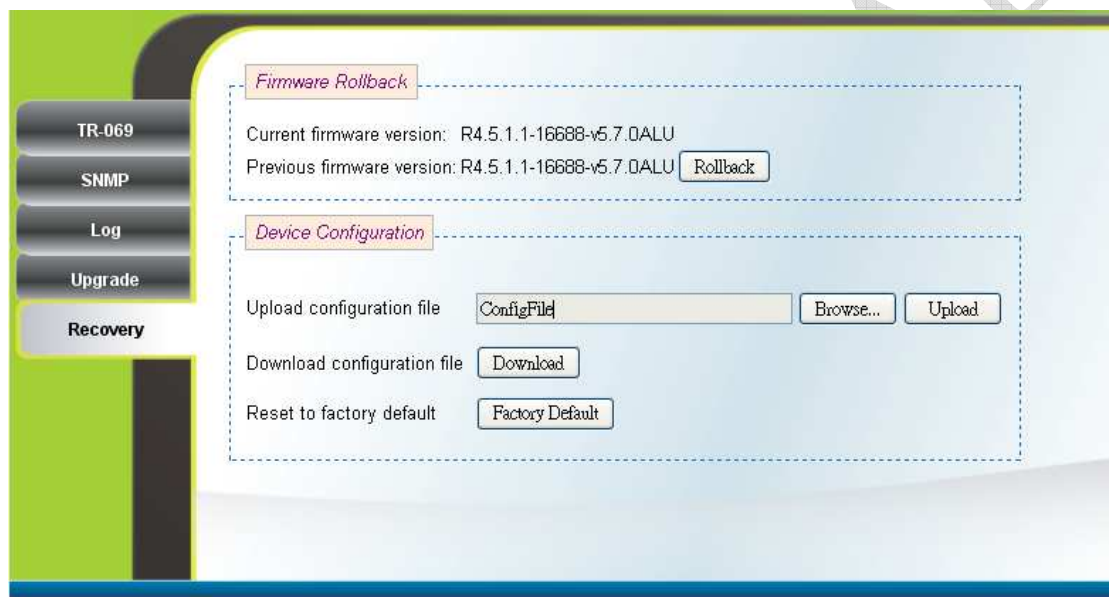 TR-069
SNMP
Log
Upgrade
Recovery
Firmware Rollback
Current firmware version: R4.5.1.1-16688-v5.7.0ALU
Previous firmware version: R4.5.1.1-16688-v5.7.0ALU Rollback
Device Configuration
Upload configuration file ConfigFile Browse... Upload
Download configuration file Download
Reset to factory default Factory Default